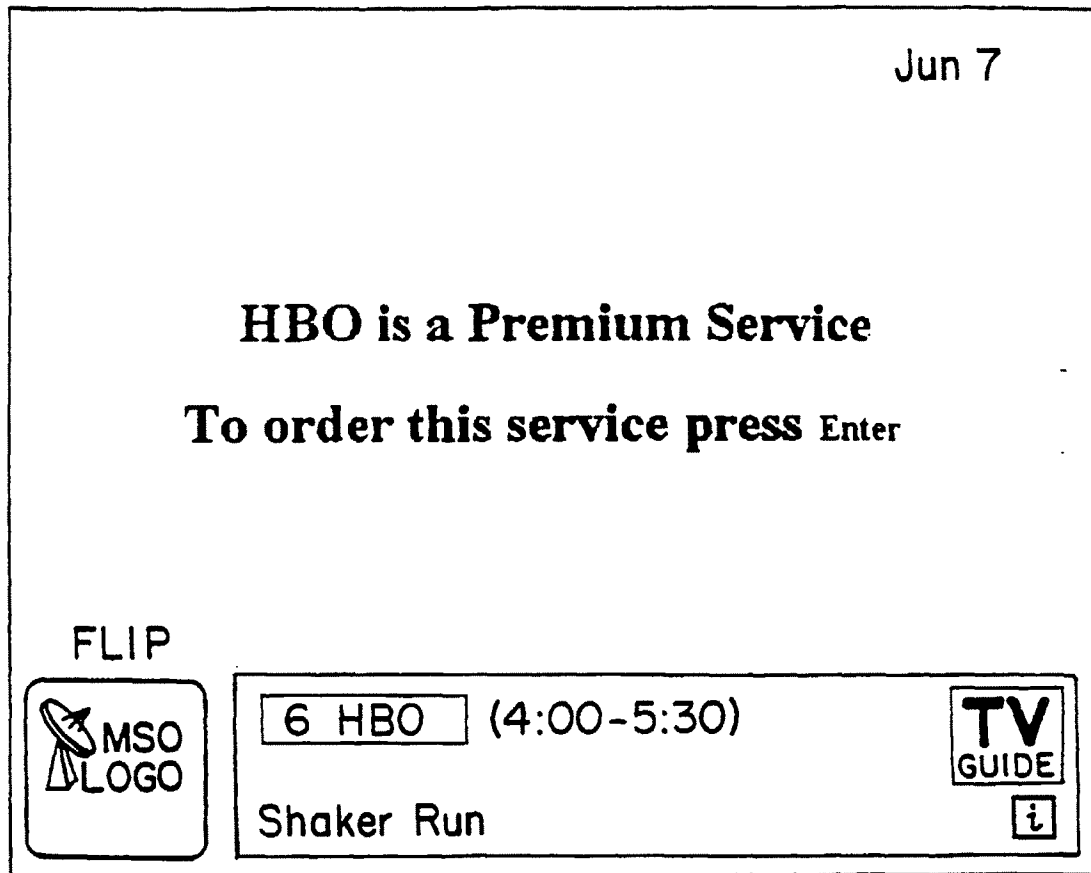 Jun 7
HBO is a Premium Service
To order this service press Enter
FLIP
MSO
LOGO
6 HBO (4:00-5:30)
TV
GUIDE
Shaker Run
i